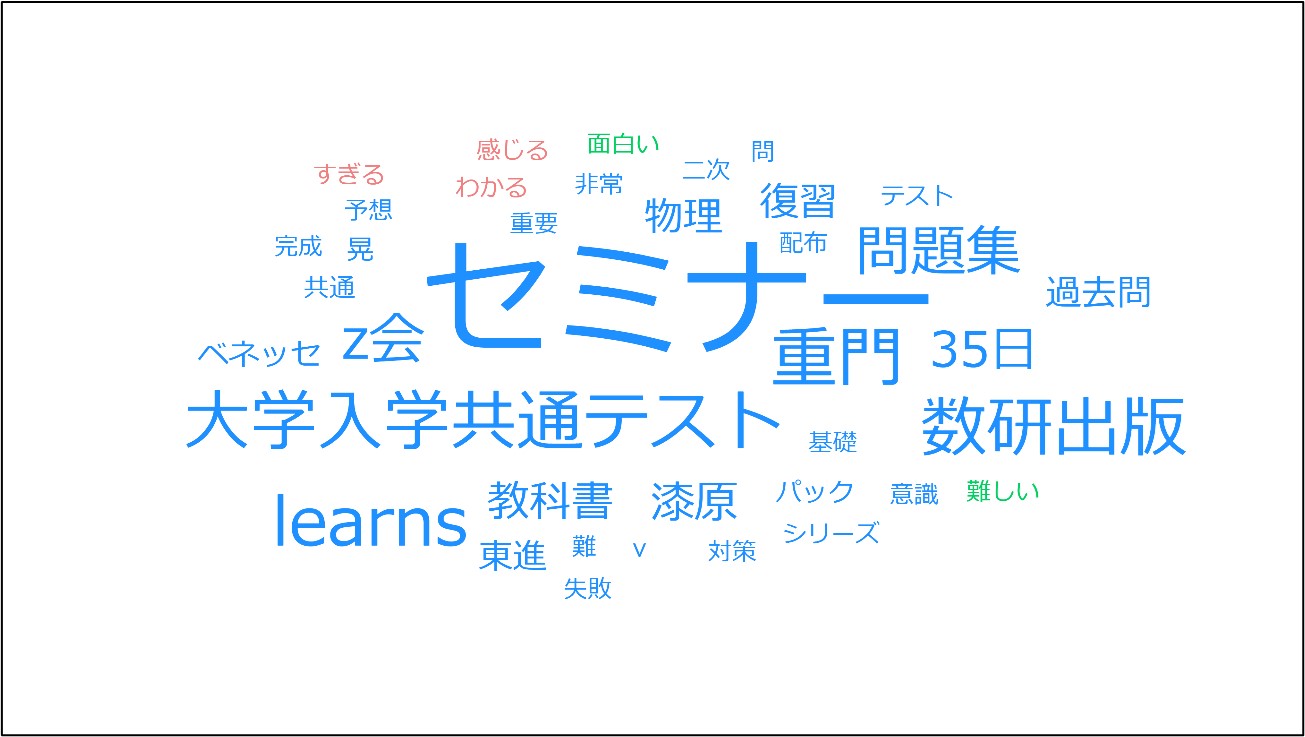 感じる
面白い
問
すぎる
わかる
非常
二次
予想
重要
物理
復習
テスト
完成
晃
セミナー
配布
問題集
共通
過去問
ベネッセ
z会
重門
35日
大学入学共通テスト
基礎
数研出版
learns
教科書
漆原
パック
意識
難しい
東進
難
v
対策
シリーズ
失敗